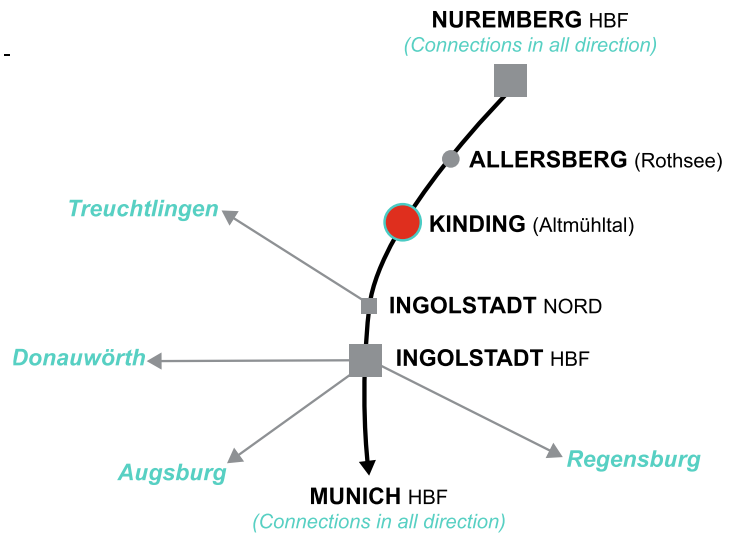 NUREMBERG HBF
(Connections in all direction)
-
ALLERSBERG (Rothsee)
Treuchtlingen
KINDING (Altmühltal)
INGOLSTADT NORD
Donauwörth
INGOLSTADT HBF
Augsburg
Regensburg
MUNICH HBF
(Connections in all direction)